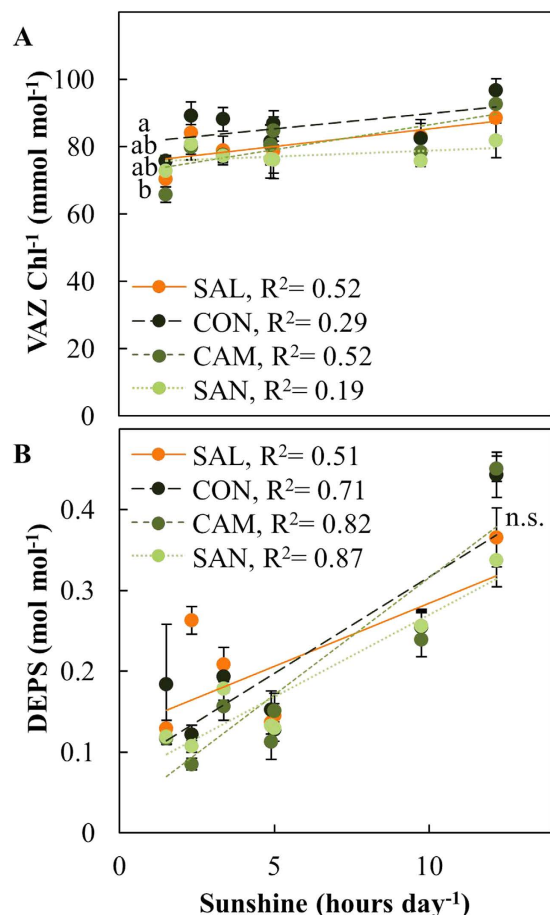 A
100
80
60
40
20
0
VAZ Chl⁻¹ (mmol mol⁻¹)
a
ab
ab
b
SAL, R²= 0.52
CON, R²= 0.29
CAM, R²= 0.52
SAN, R²= 0.19
B
0.4
0.3
0.2
0.1
0
DEPS (mol mol⁻¹)
SAL, R²= 0.51
CON, R²= 0.71
CAM, R²= 0.82
SAN, R²= 0.87
n.s.
0 5 10
Sunshine (hours day⁻¹)